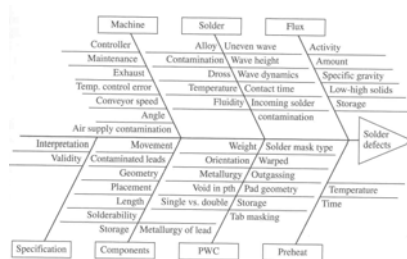 Machine Solder Flux
Controller Alloy Uneven wave Activity
Maintenance Contamination Wave height Amount
Exhaust Dross Wave dynamics Specific gravity
Temp. control error Temperature Contact time Low-high solids
Conveyor speed Fluidity Incoming solder Storage
Angle contamination
Air supply contamination
Solder
defects
Interpretation Movement Weight Solder mask type
Validity Contaminated leads Orientation Warped
Geometry Metallurgy Outgassing
Placement Void in pth Pad geometry Temperature
Length Single vs. double Storage Time
Solderability Tab masking
Storage Metallurgy of lead
Specification Components PWC Preheat